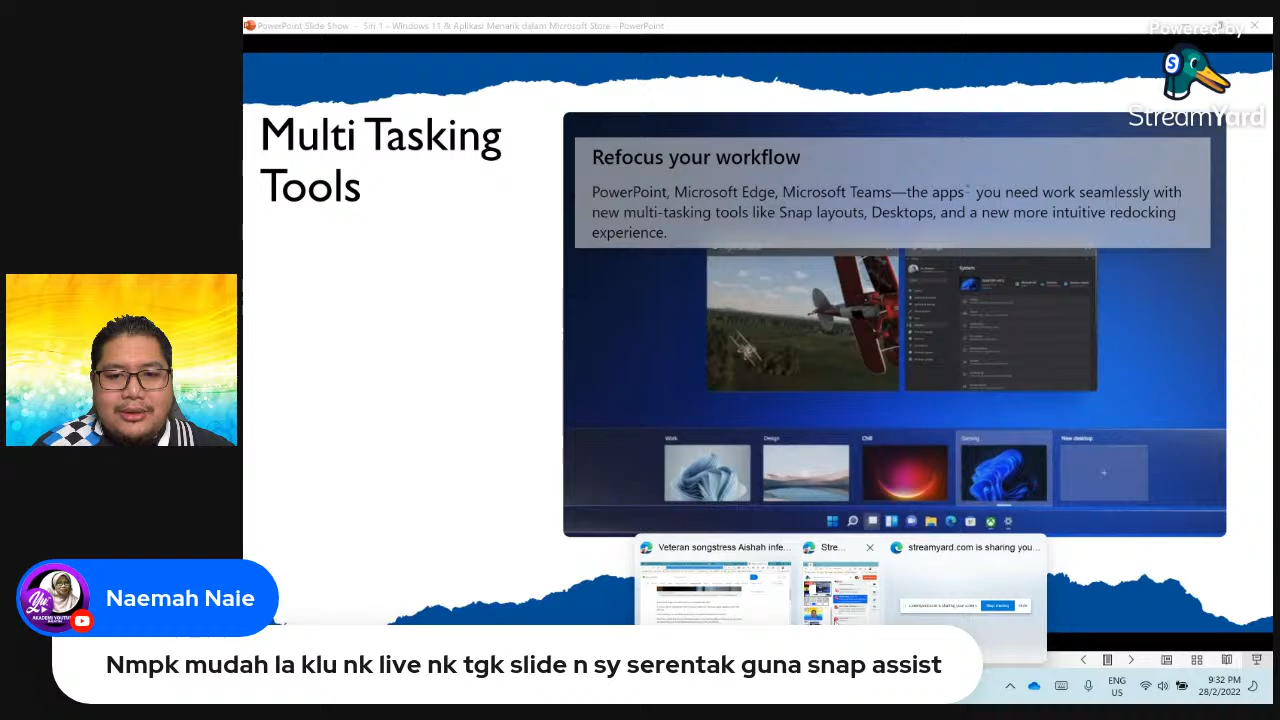 PowerPoint Slide Show - Siri 1 - Windows 11 & Aplikasi Menarik dalam Microsoft Store - PowerPoint
Powered by
StreamYard
Multi Tasking
Tools
Refocus your workflow
PowerPoint, Microsoft Edge, Microsoft Teams—the apps you need work seamlessly with
new multi-tasking tools like Snap layouts, Desktops, and a new more intuitive redocking
experience.
System
Work
Design
Chill
Gaming
New desktop
Veteran songstress Aishah infe...
Stre...
streamyard.com is sharing you...
Naemah Naie
Nmpk mudah la klu nk live nk tgk slide n sy serentak guna snap assist
ENG
US
9:32 PM
28/2/2022